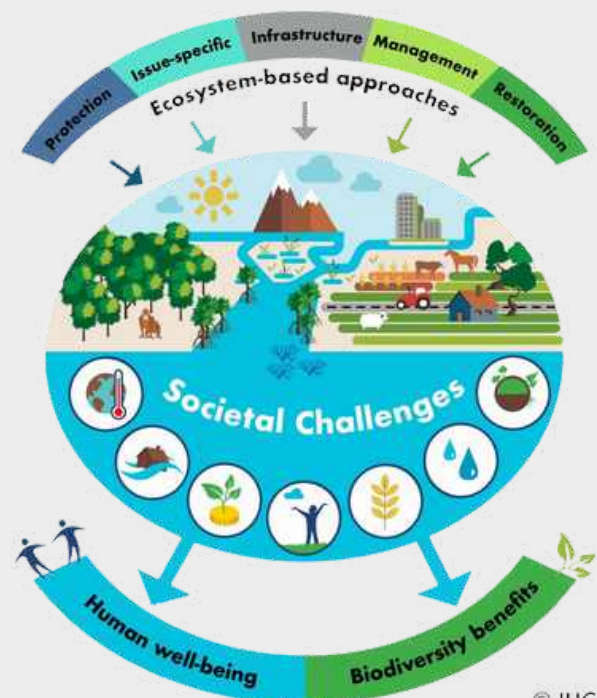 Protection
Issue-specific
Infrastructure
Management
Restoration
Ecosystem-based approaches
Societal Challenges
Human well-being
Biodiversity benefits